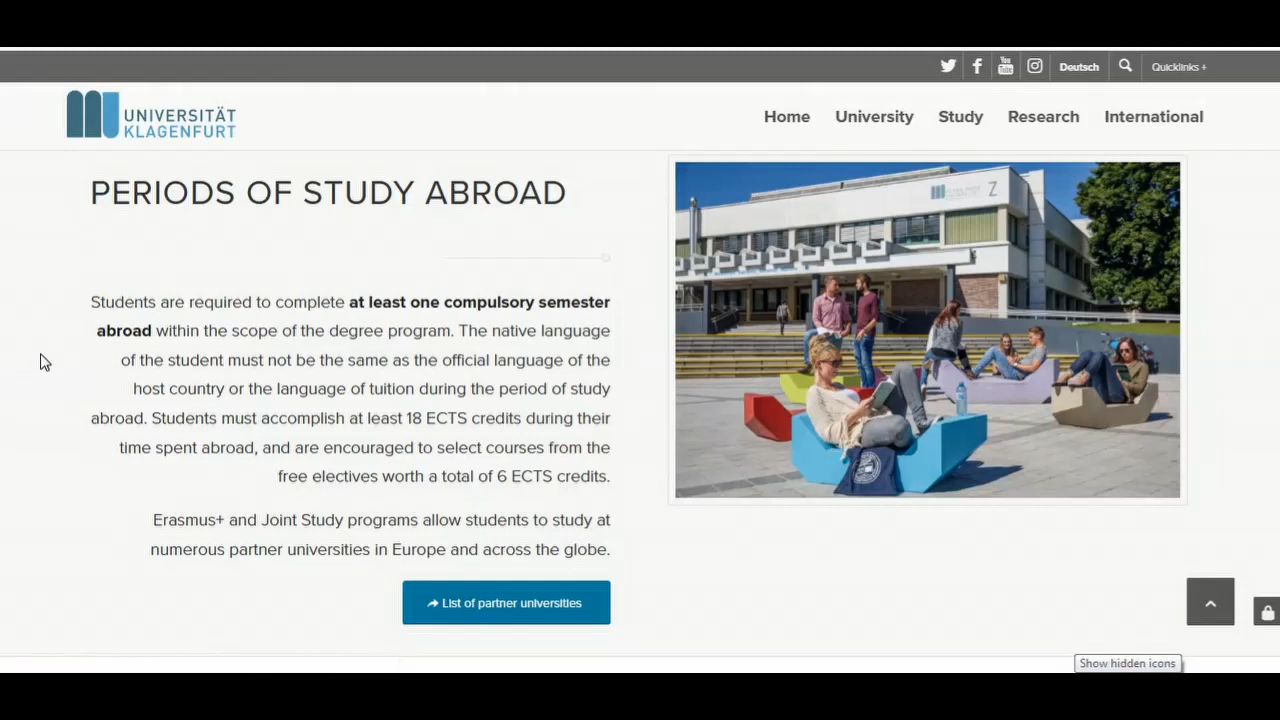 You
Tube
Deutsch
Quicklinks +
UNIVERSITÄT
KLAGENFURT
Home
University
Study
Research
International
PERIODS OF STUDY ABROAD
Z
Students are required to complete at least one compulsory semester
abroad within the scope of the degree program. The native language
of the student must not be the same as the official language of the
host country or the language of tuition during the period of study
abroad. Students must accomplish at least 18 ECTS credits during their
time spent abroad, and are encouraged to select courses from the
free electives worth a total of 6 ECTS credits.
Erasmus+ and Joint Study programs allow students to study at
numerous partner universities in Europe and across the globe.
List of partner universities
Show hidden icons